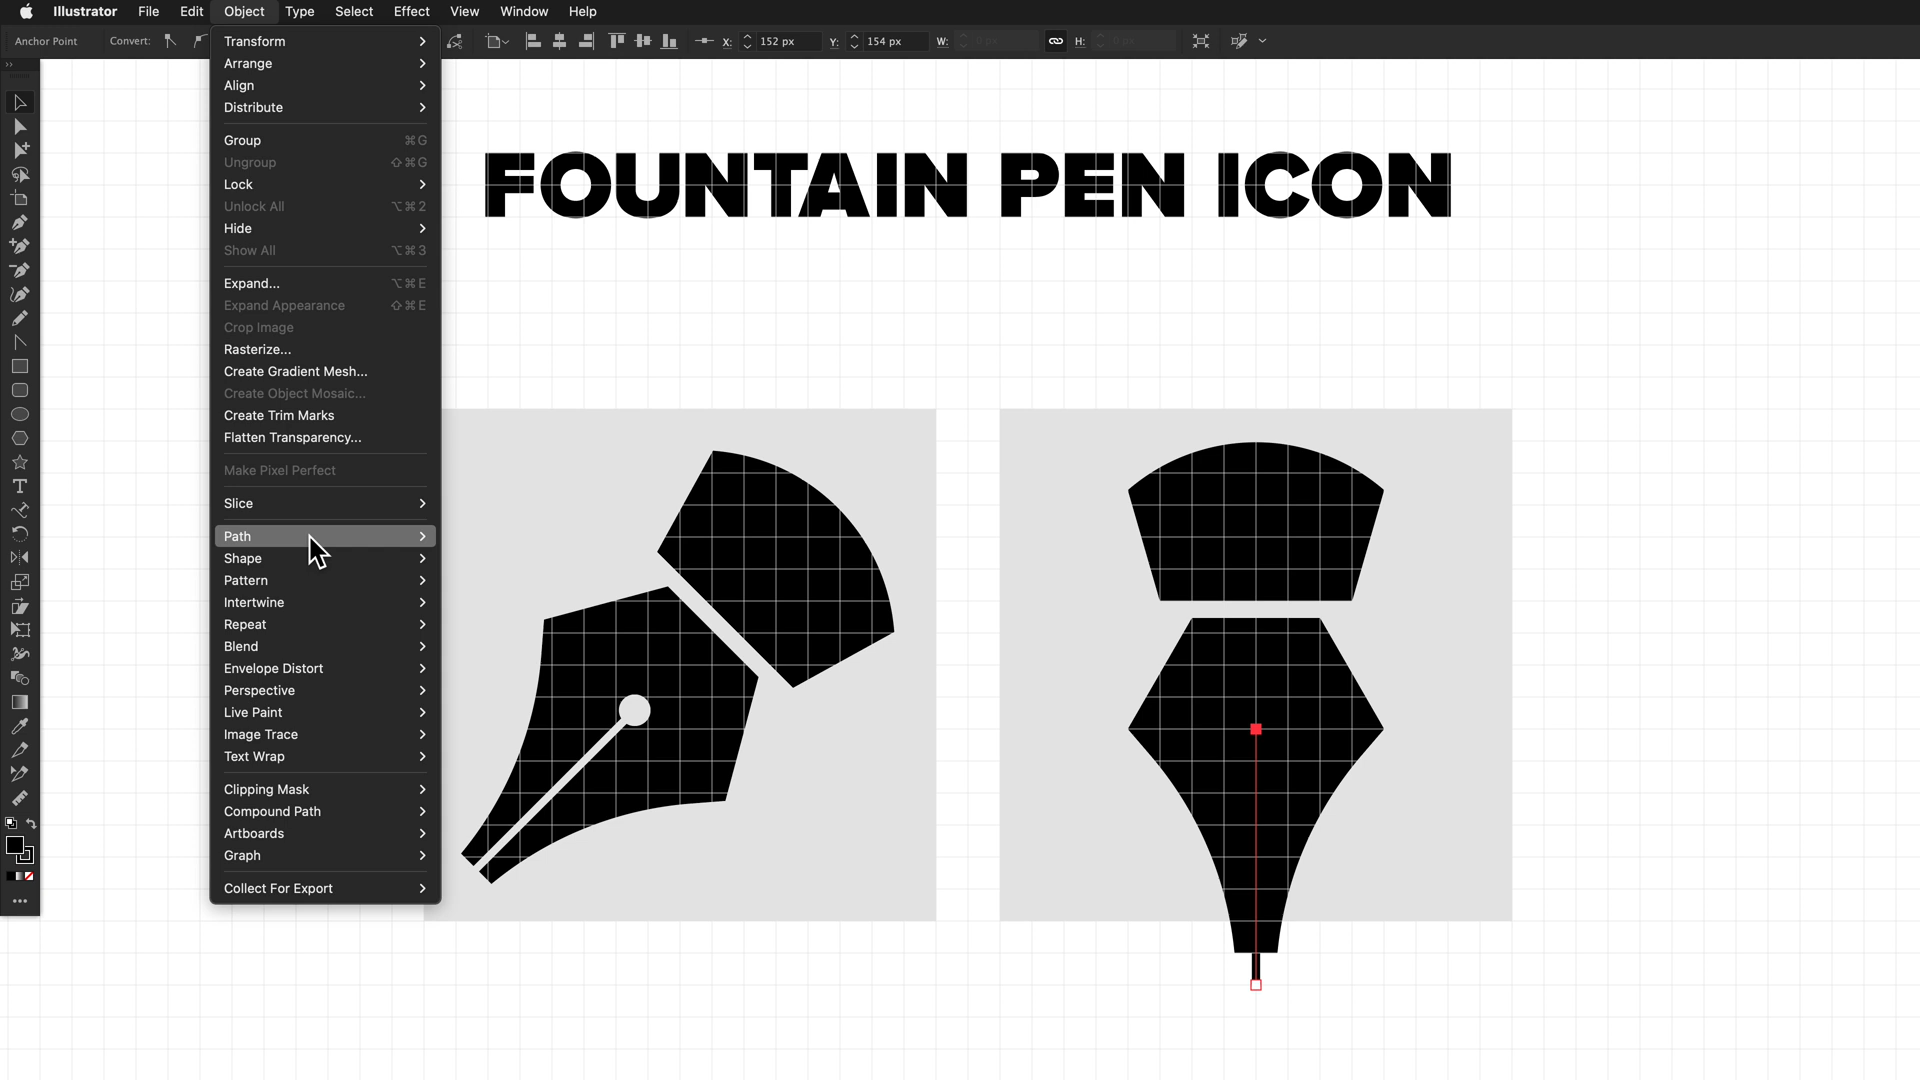 Illustrator File Edit Object Type Select Effect View Window Help
Anchor Point Convert: X: 152 px Y: 154 px W: 0 px H: 0 px
Transform
Arrange
Align
Distribute
Group ⌘G
Ungroup ⇧⌘G
Lock
Unlock All ⌥⌘2
Hide
Show All ⌥⌘3
Expand... ⌥⌘E
Expand Appearance ⇧⌘E
Crop Image
Rasterize...
Create Gradient Mesh...
Create Object Mosaic...
Create Trim Marks
Flatten Transparency...
Make Pixel Perfect
Slice
Path
Shape
Pattern
Intertwine
Repeat
Blend
Envelope Distort
Perspective
Live Paint
Image Trace
Text Wrap
Clipping Mask
Compound Path
Artboards
Graph
Collect For Export
FOUNTAIN PEN ICON